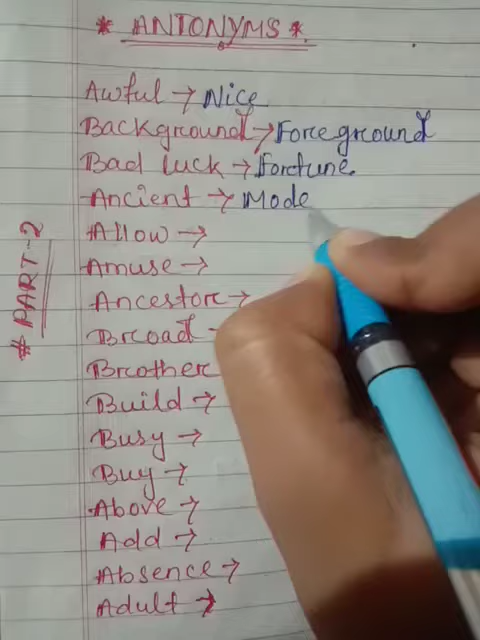 * ANTONYMS *
Awful → Nice
Background → Foreground
Bad luck → Fortune
Ancient → Mode
Allow →
Amuse →
Ancestor →
Broad →
Brother
Build →
Busy →
Buy →
Above →
Add →
Absence →
Adult →
# PART-2